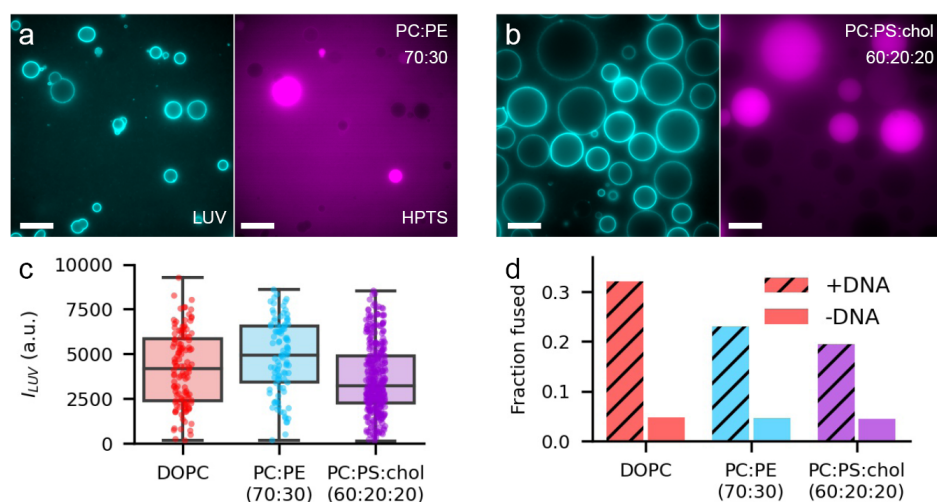 a
PC:PE
70:30
LUV
HPTS
b
PC:PS:chol
60:20:20
c
10000
7500
5000
2500
0
I_LUV (a.u.)
DOPC
PC:PE
(70:30)
PC:PS:chol
(60:20:20)
d
0.3
0.2
0.1
0.0
Fraction fused
+DNA
-DNA
DOPC
PC:PE
(70:30)
PC:PS:chol
(60:20:20)